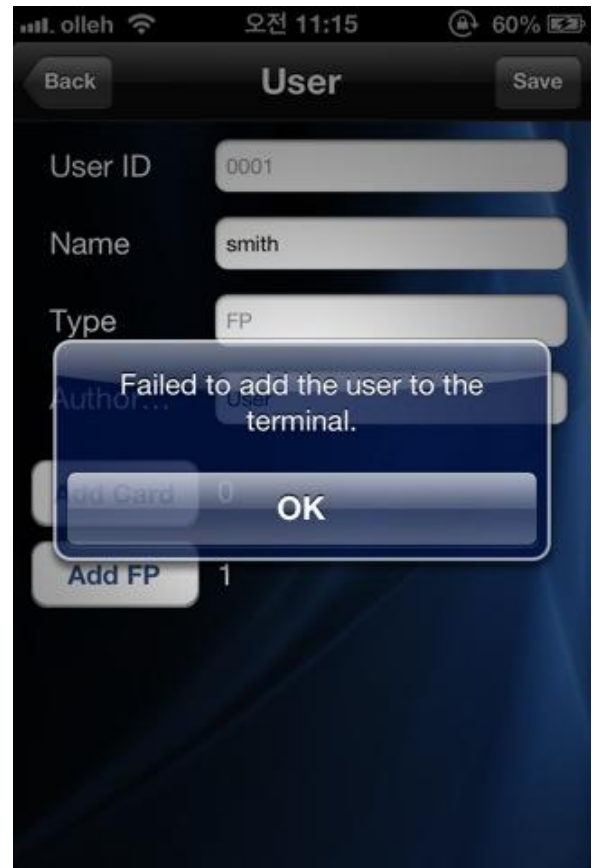 olleh 오전 11:15 60%
Back User Save
User ID 0001
Name smith
Type FP
Failed to add the user to the
terminal.
Author... User
Add Card 0
OK
Add FP 1